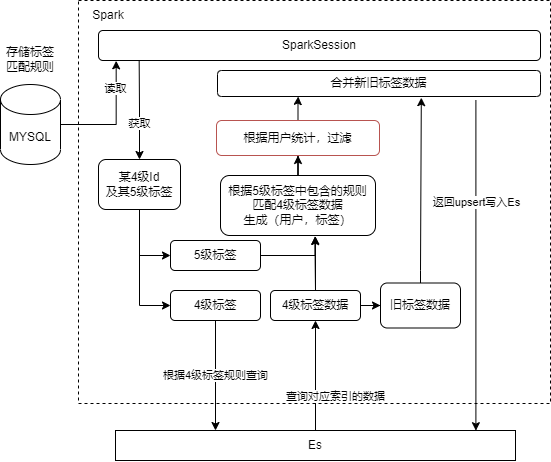 Spark
SparkSession
存储标签
匹配规则
MYSQL
读取
合并新旧标签数据
获取
根据用户统计，过滤
某4级Id
及其5级标签
根据5级标签中包含的规则
匹配4级标签数据
生成（用户，标签）
返回upsert写入Es
5级标签
4级标签
4级标签数据
旧标签数据
根据4级标签规则查询
查询对应索引的数据
Es